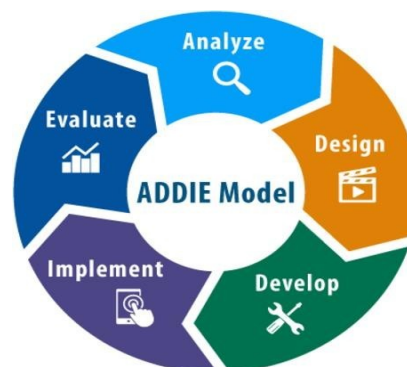 Analyze
Design
Develop
Implement
Evaluate
ADDIE Model